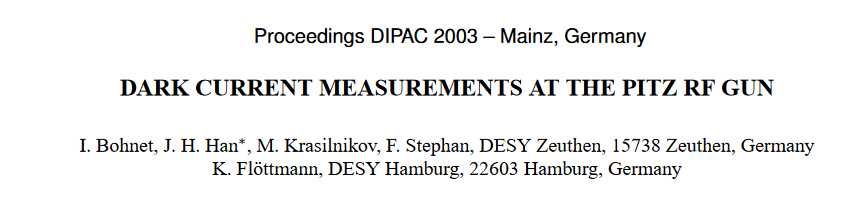 Proceedings DIPAC 2003 – Mainz, Germany
DARK CURRENT MEASUREMENTS AT THE PITZ RF GUN
I. Bohnet, J. H. Han*, M. Krasilnikov, F. Stephan, DESY Zeuthen, 15738 Zeuthen, Germany
K. Flöttmann, DESY Hamburg, 22603 Hamburg, Germany